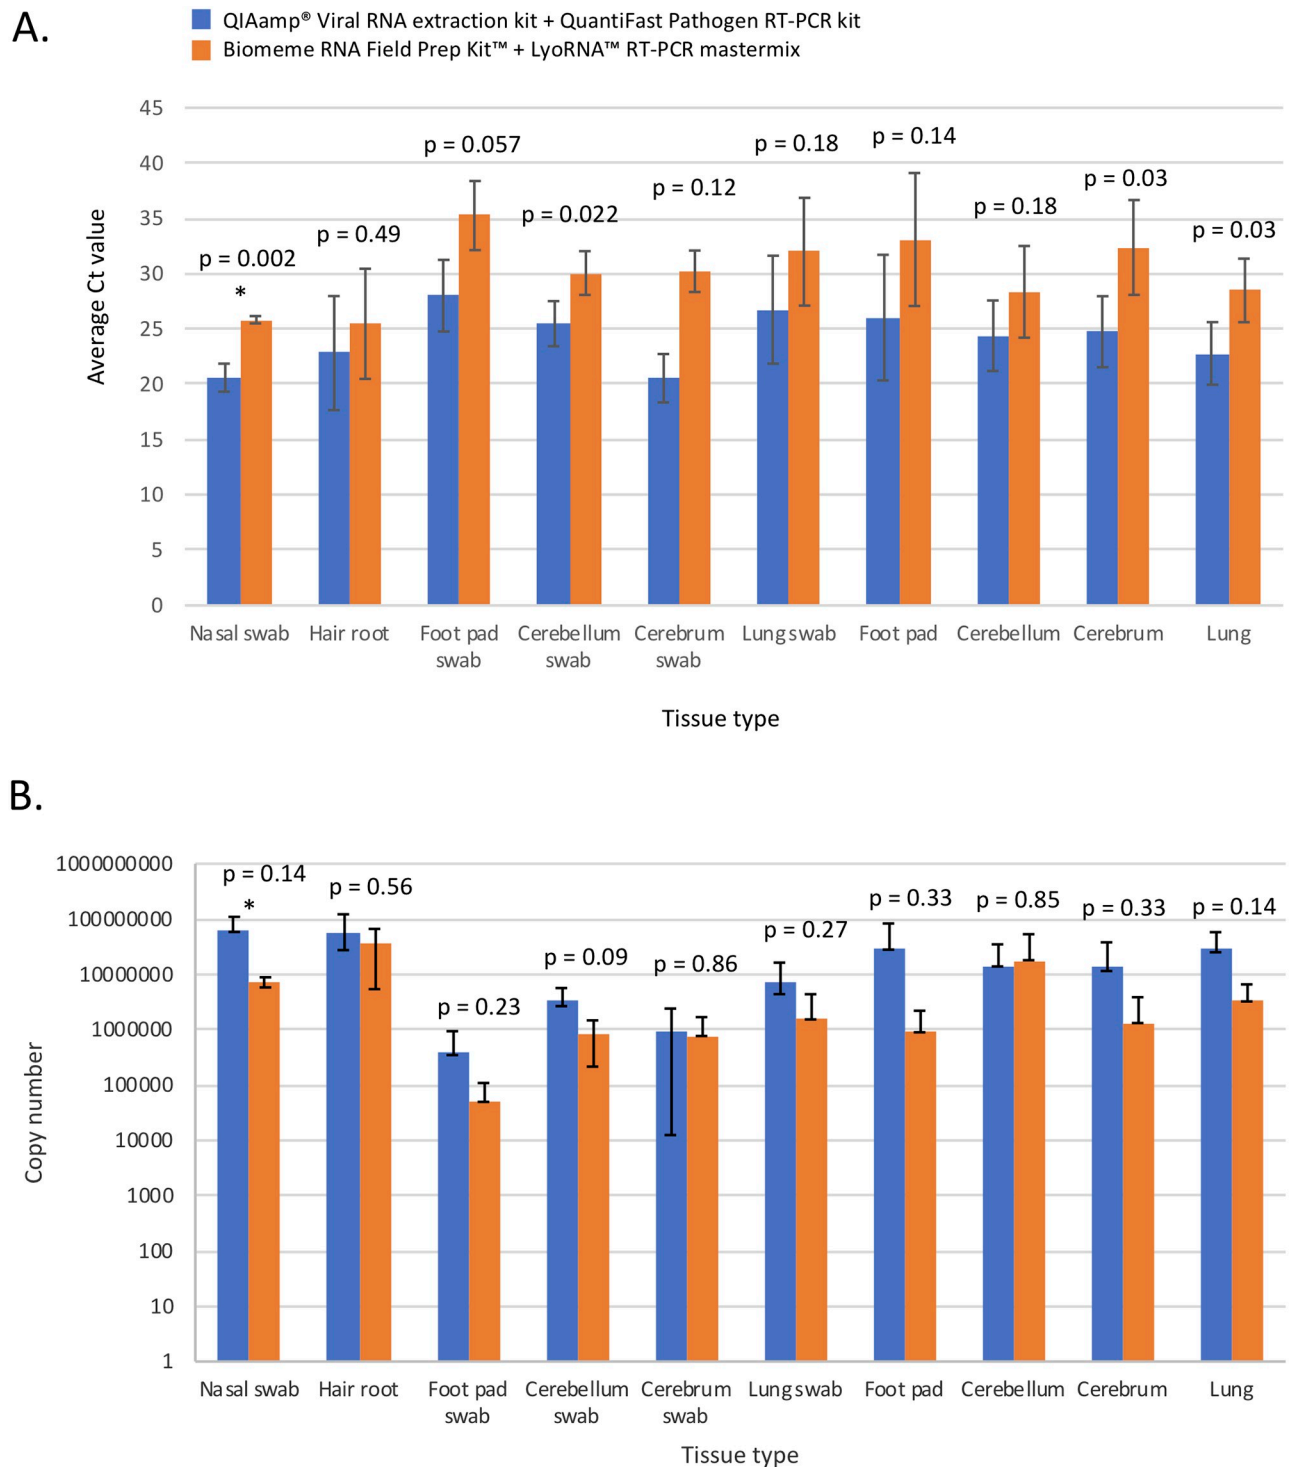 A.
QIAamp® Viral RNA extraction kit + QuantiFast Pathogen RT-PCR kit
Biomeme RNA Field Prep Kit™ + LyoRNA™ RT-PCR mastermix
Average Ct value
45
40
35
30
25
20
15
10
5
0
p = 0.002
*
p = 0.49
p = 0.057
p = 0.022
p = 0.12
p = 0.18
p = 0.14
p = 0.18
p = 0.03
p = 0.03
Nasal swab
Hair root
Foot pad
swab
Cerebellum
swab
Cerebrum
swab
Lung swab
Foot pad
Cerebellum
Cerebrum
Lung
Tissue type
B.
Copy number
1000000000
100000000
10000000
1000000
100000
10000
1000
100
10
1
p = 0.14
*
p = 0.56
p = 0.23
p = 0.09
p = 0.86
p = 0.27
p = 0.33
p = 0.85
p = 0.33
p = 0.14
Nasal swab
Hair root
Foot pad
swab
Cerebellum
swab
Cerebrum
swab
Lung swab
Foot pad
Cerebellum
Cerebrum
Lung
Tissue type